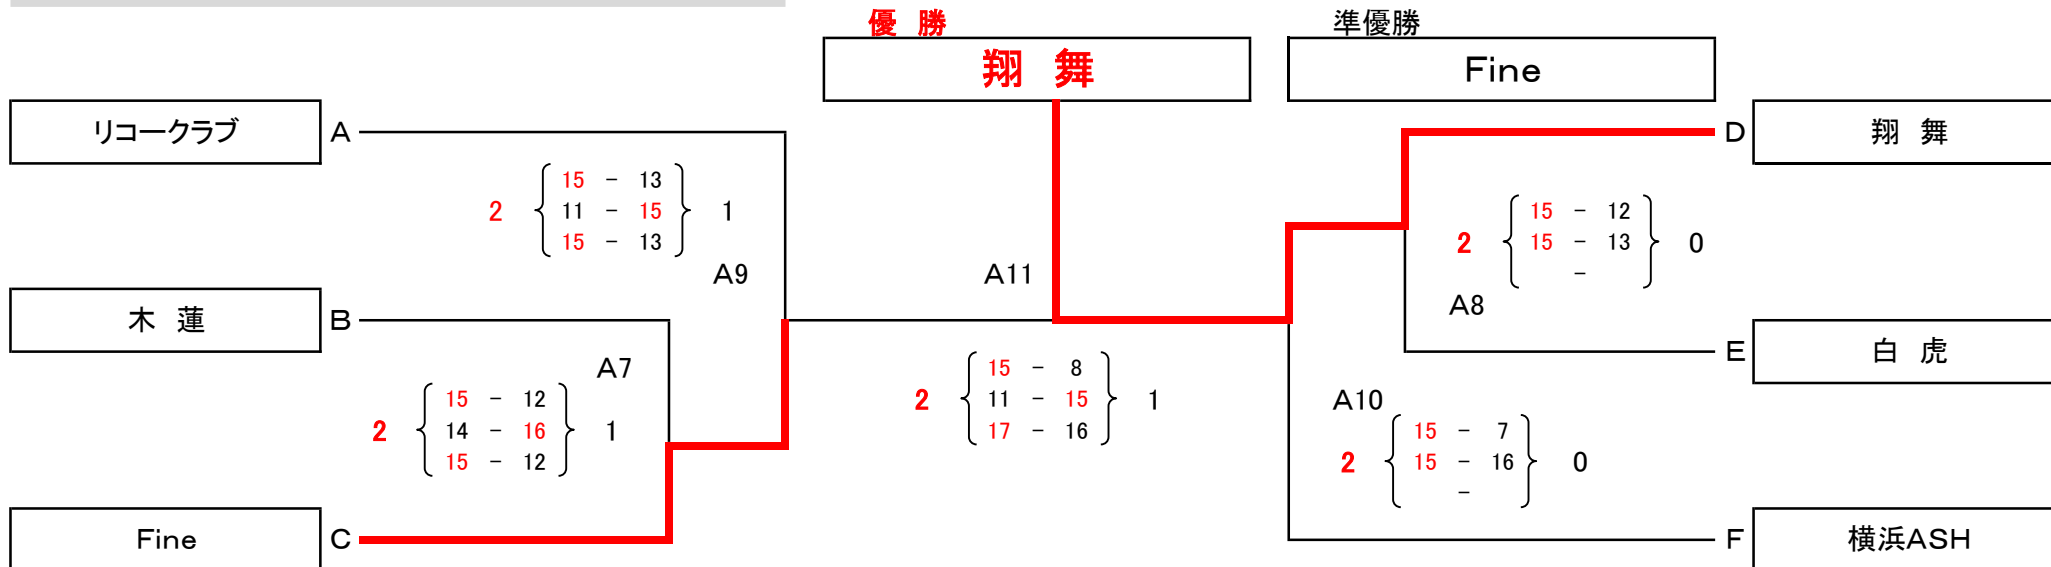 優 勝
準優勝
翔 舞
Fine
リコークラブ A
D 翔 舞
15 - 13
2 11 - 15 1
15 - 13
15 - 12
2 15 - 13 0
-
A9
A11
A8
木 蓮 B
E 白 虎
A7
15 - 12
2 14 - 16 1
15 - 12
15 - 8
2 11 - 15 1
17 - 16
A10
15 - 7
2 15 - 16 0
-
Fine C
F 横浜ASH